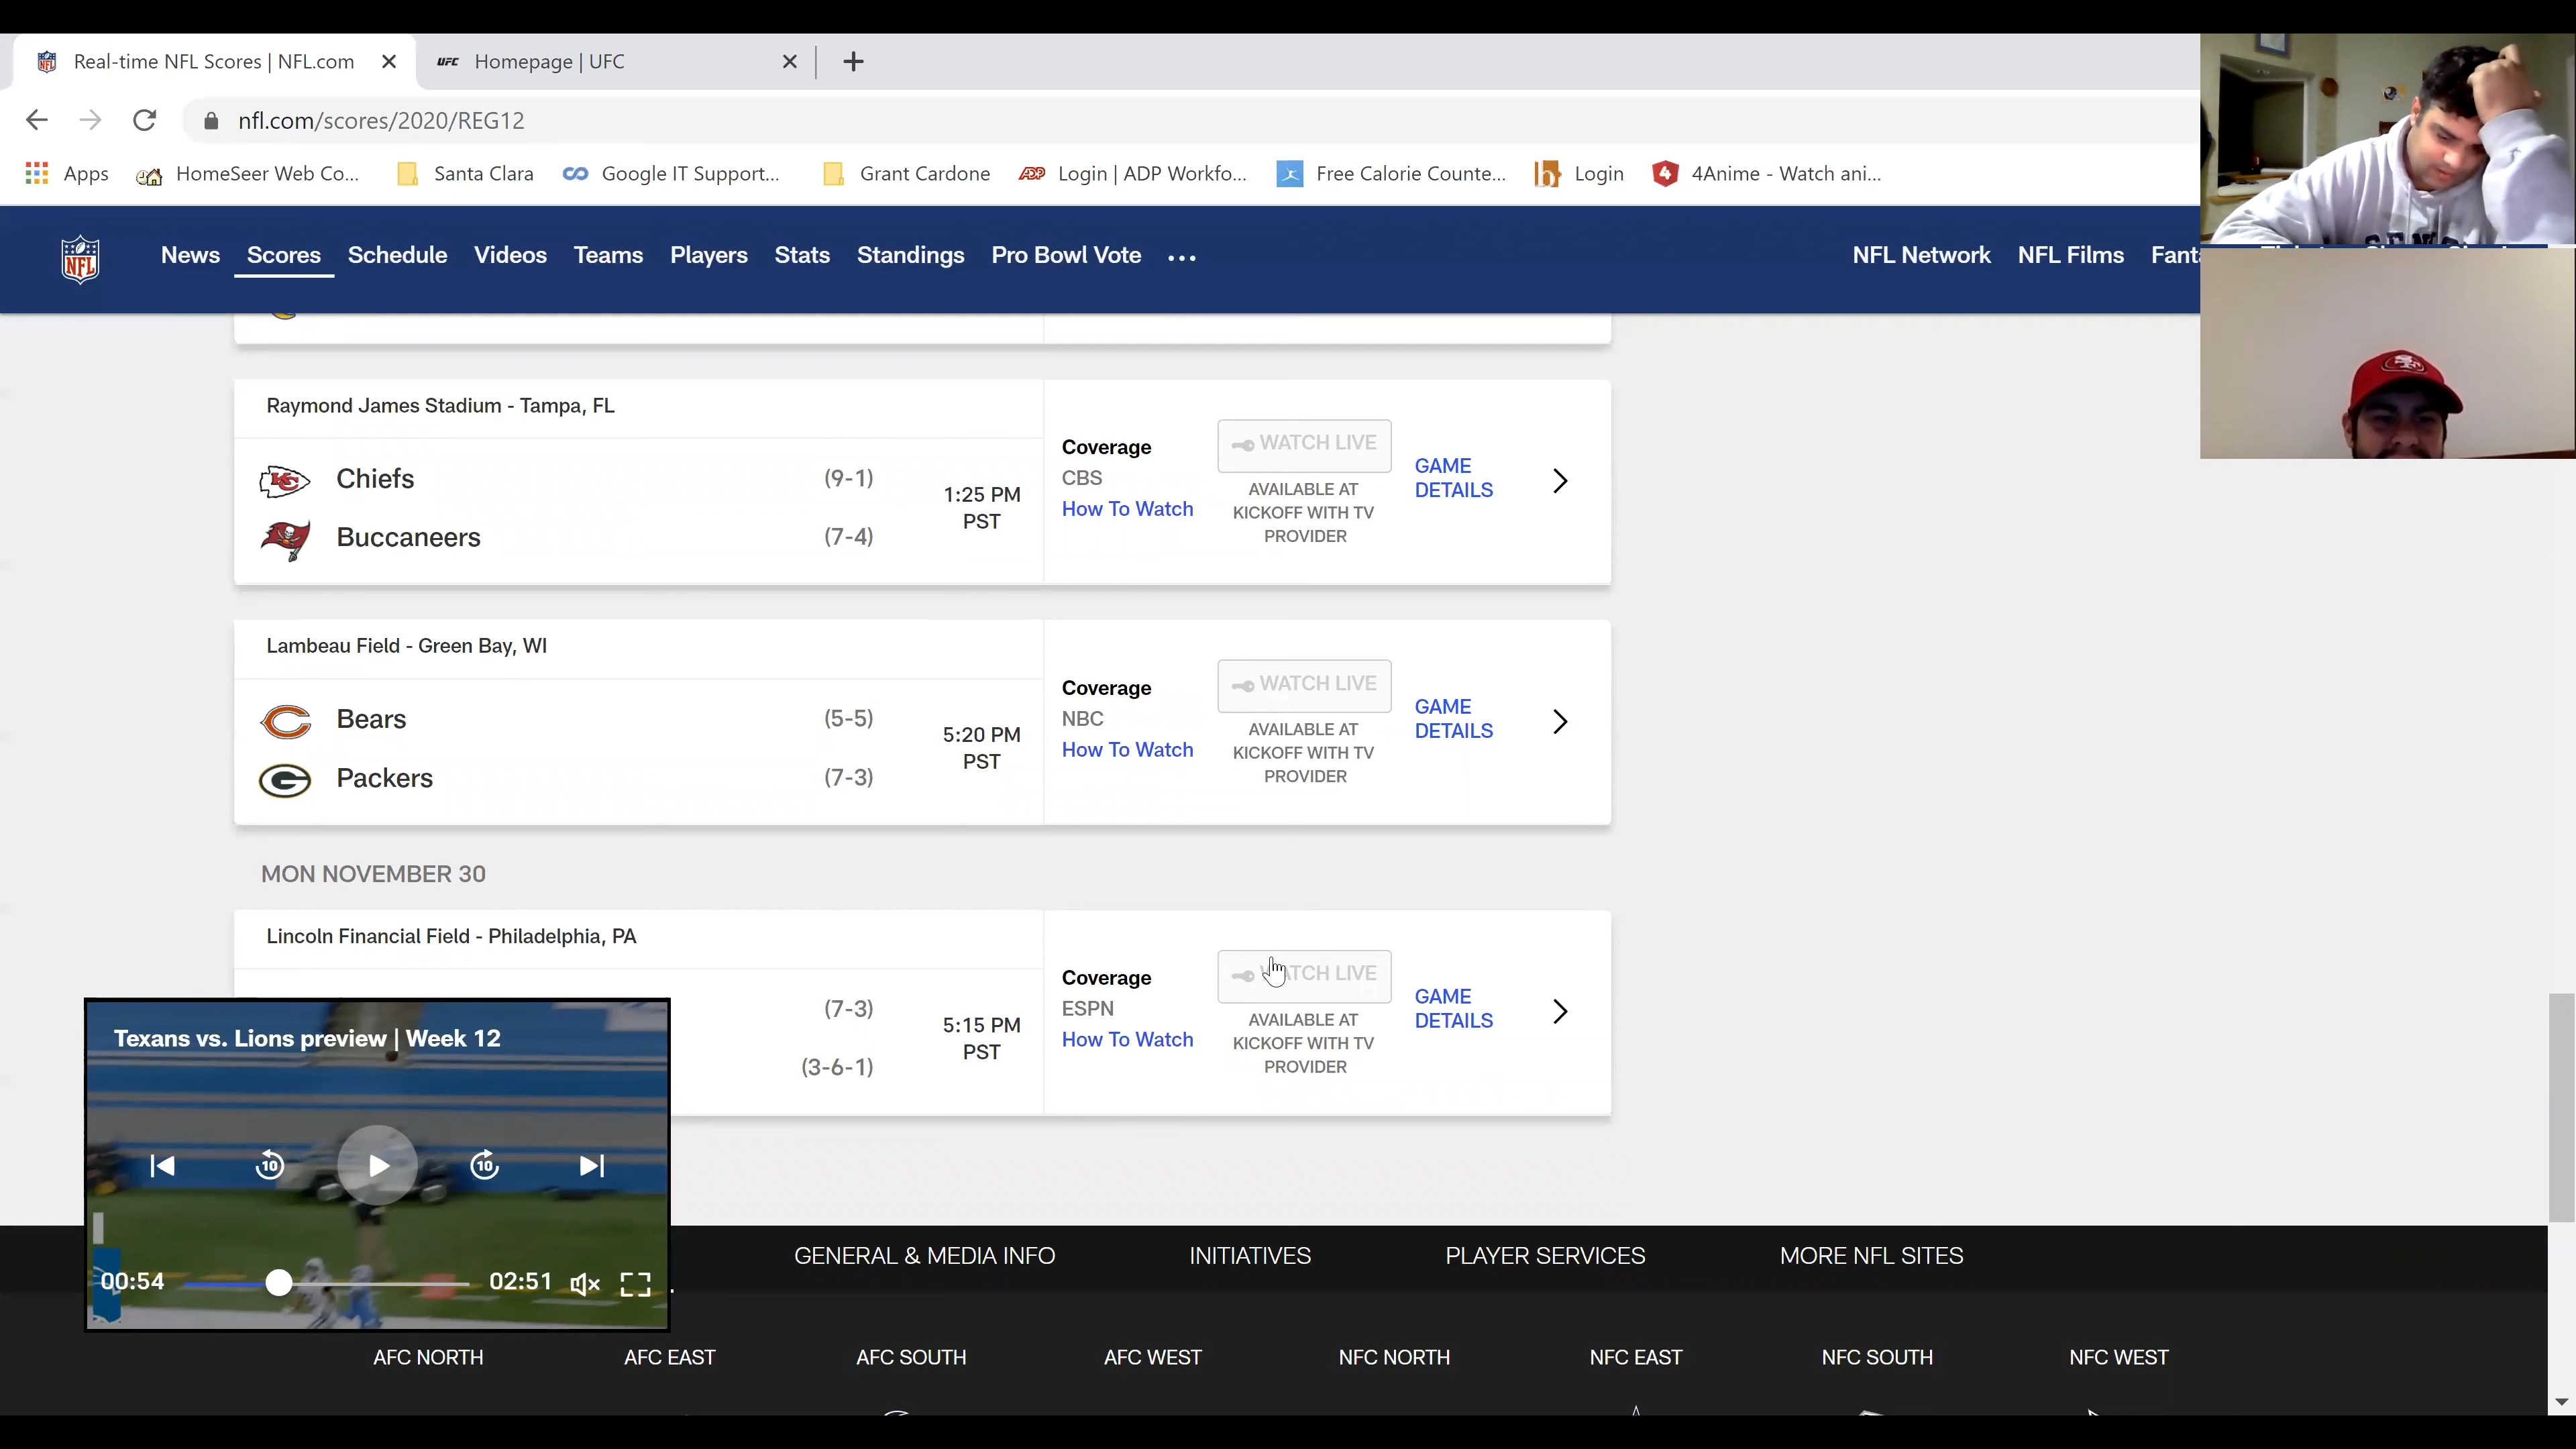 Real-time NFL Scores | NFL.com
UFC Homepage | UFC
nfl.com/scores/2020/REG12
Apps HomeSeer Web Co... Santa Clara Google IT Support... Grant Cardone ADP Login | ADP Workfo... Free Calorie Counte... Login 4 4Anime - Watch ani...
NFL News Scores Schedule Videos Teams Players Stats Standings Pro Bowl Vote ... NFL Network NFL Films
Raymond James Stadium - Tampa, FL
Chiefs (9-1)
Buccaneers (7-4)
1:25 PM
PST
Coverage
CBS
How To Watch
WATCH LIVE
AVAILABLE AT
KICKOFF WITH TV
PROVIDER
GAME
DETAILS
Lambeau Field - Green Bay, WI
Bears (5-5)
Packers (7-3)
5:20 PM
PST
Coverage
NBC
How To Watch
WATCH LIVE
AVAILABLE AT
KICKOFF WITH TV
PROVIDER
GAME
DETAILS
MON NOVEMBER 30
Lincoln Financial Field - Philadelphia, PA
(7-3)
(3-6-1)
5:15 PM
PST
Coverage
ESPN
How To Watch
WATCH LIVE
AVAILABLE AT
KICKOFF WITH TV
PROVIDER
GAME
DETAILS
Texans vs. Lions preview | Week 12
10 10
00:54 02:51
GENERAL & MEDIA INFO INITIATIVES PLAYER SERVICES MORE NFL SITES
AFC NORTH AFC EAST AFC SOUTH AFC WEST NFC NORTH NFC EAST NFC SOUTH NFC WEST